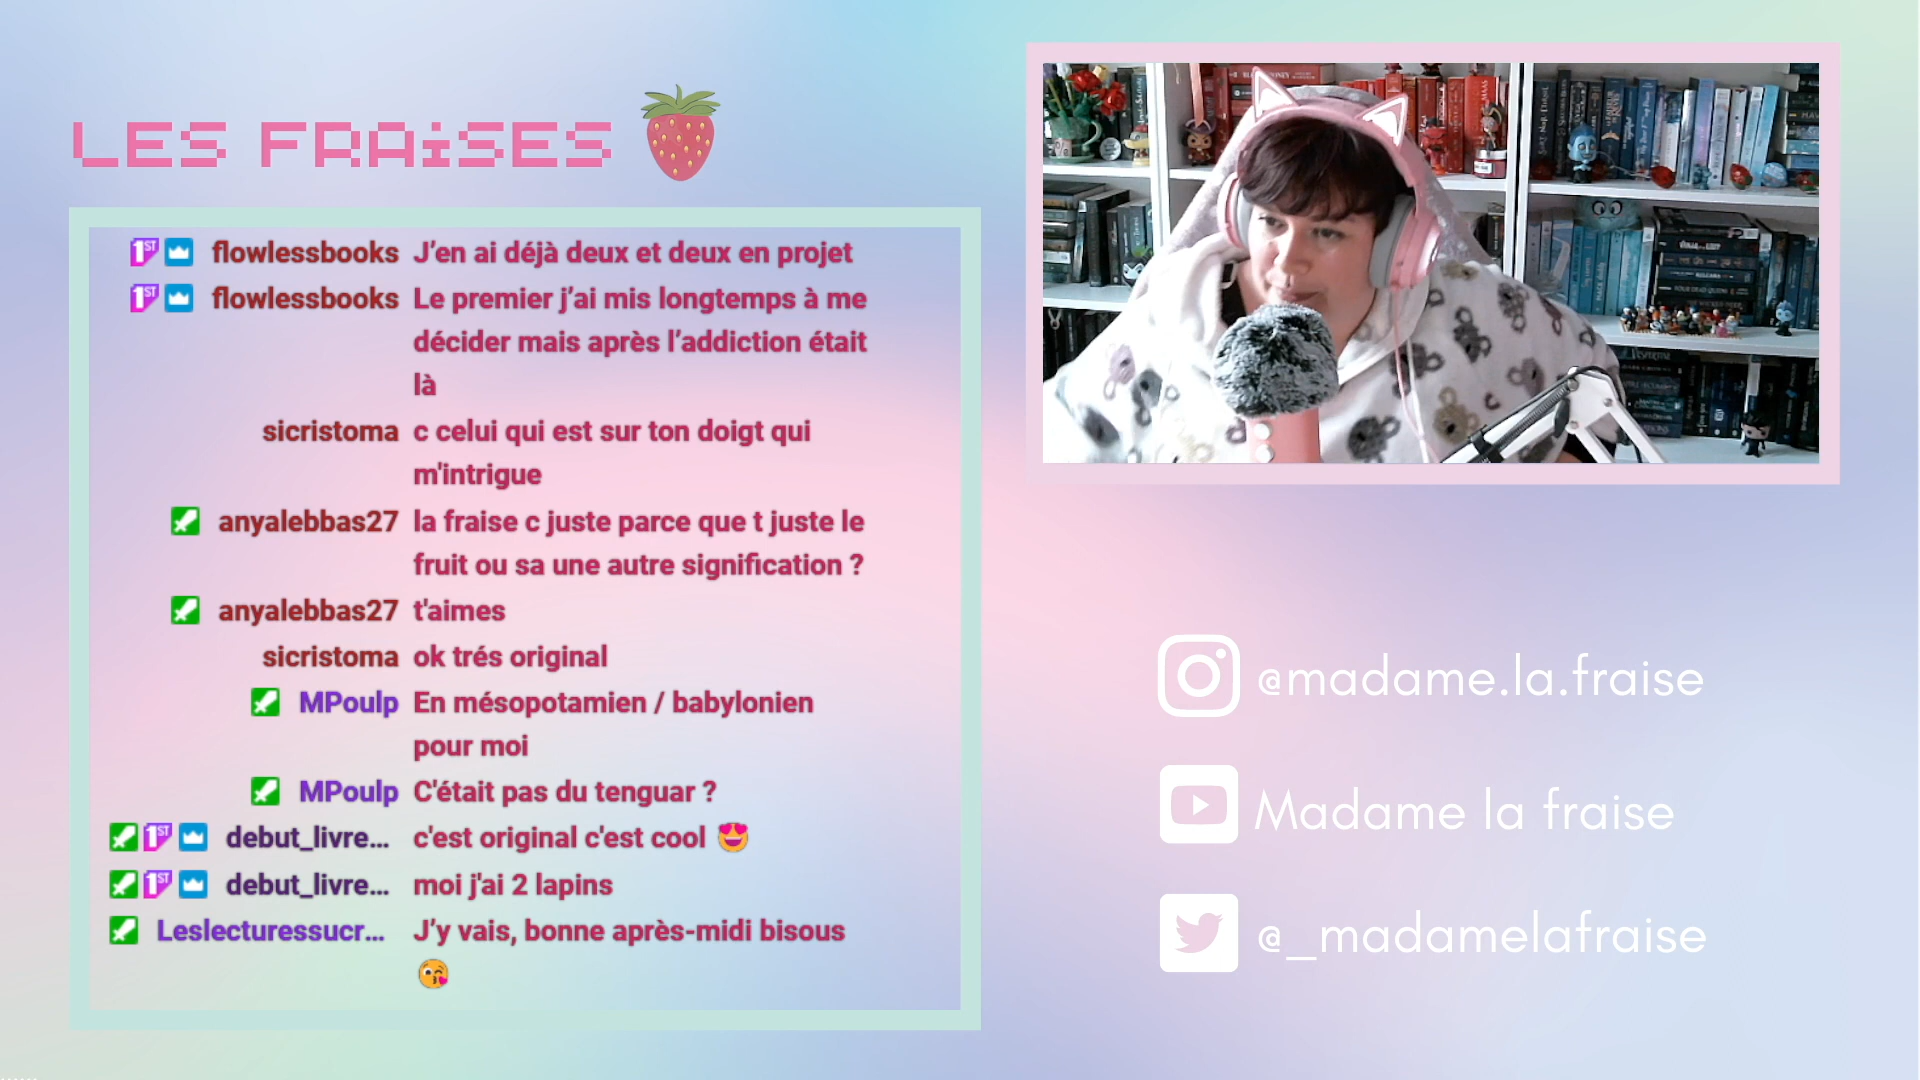 LES FRAiSES
1ST flowlessbooks J’en ai déjà deux et deux en projet
1ST flowlessbooks Le premier j’ai mis longtemps à me
décider mais après l’addiction était
là
sicristoma c celui qui est sur ton doigt qui
m'intrigue
anyalebbas27 la fraise c juste parce que t juste le
fruit ou sa une autre signification ?
anyalebbas27 t'aimes
sicristoma ok trés original
MPoulp En mésopotamien / babylonien
pour moi
MPoulp C'était pas du tenguar ?
1ST debut_livre... c'est original c'est cool 😍
1ST debut_livre... moi j'ai 2 lapins
Leslecturessucr... J’y vais, bonne après-midi bisous
😘
@madame.la.fraise
Madame la fraise
@_madamelafraise